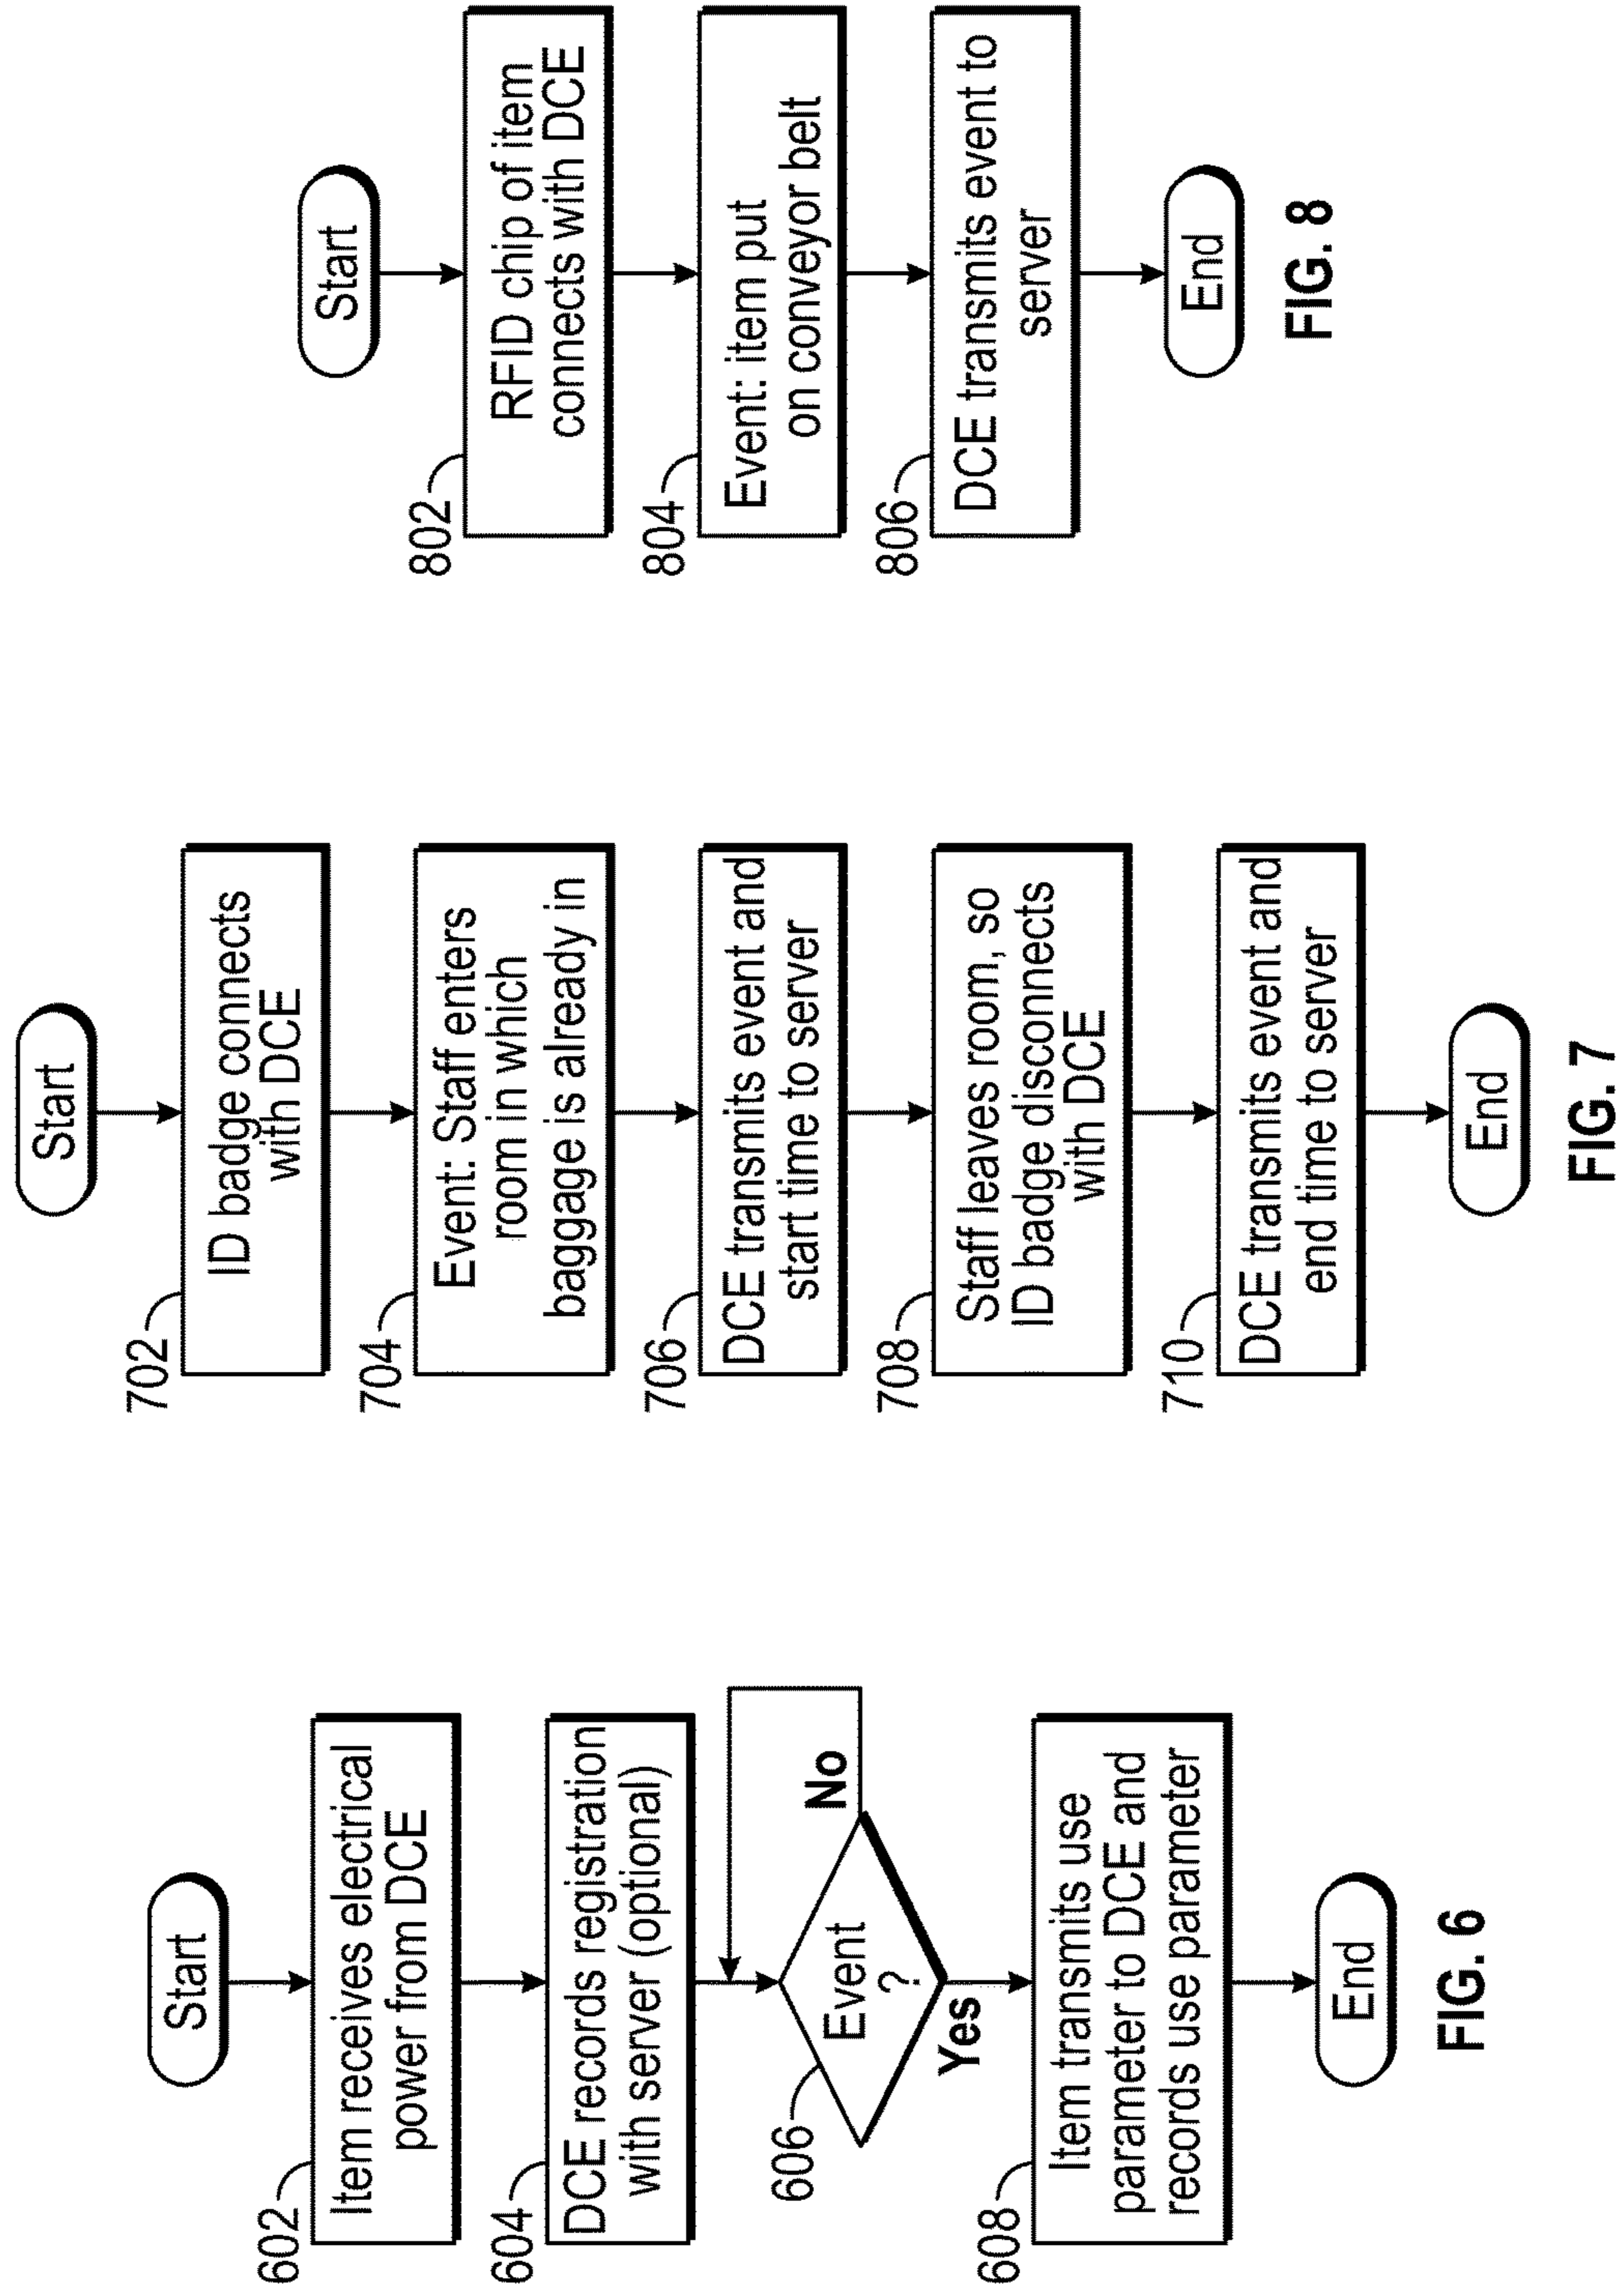 Start
602
Item receives electrical
power from DCE
604
DCE records registration
with server (optional)
606
Event
?
No
Yes
608
Item transmits use
parameter to DCE and
records use parameter
End
FIG. 6
Start
702
ID badge connects
with DCE
704
Event: Staff enters
room in which
baggage is already in
706
DCE transmits event and
start time to server
708
Staff leaves room, so
ID badge disconnects
with DCE
710
DCE transmits event and
end time to server
End
FIG. 7
Start
802
RFID chip of item
connects with DCE
804
Event: item put
on conveyor belt
806
DCE transmits event to
server
End
FIG. 8